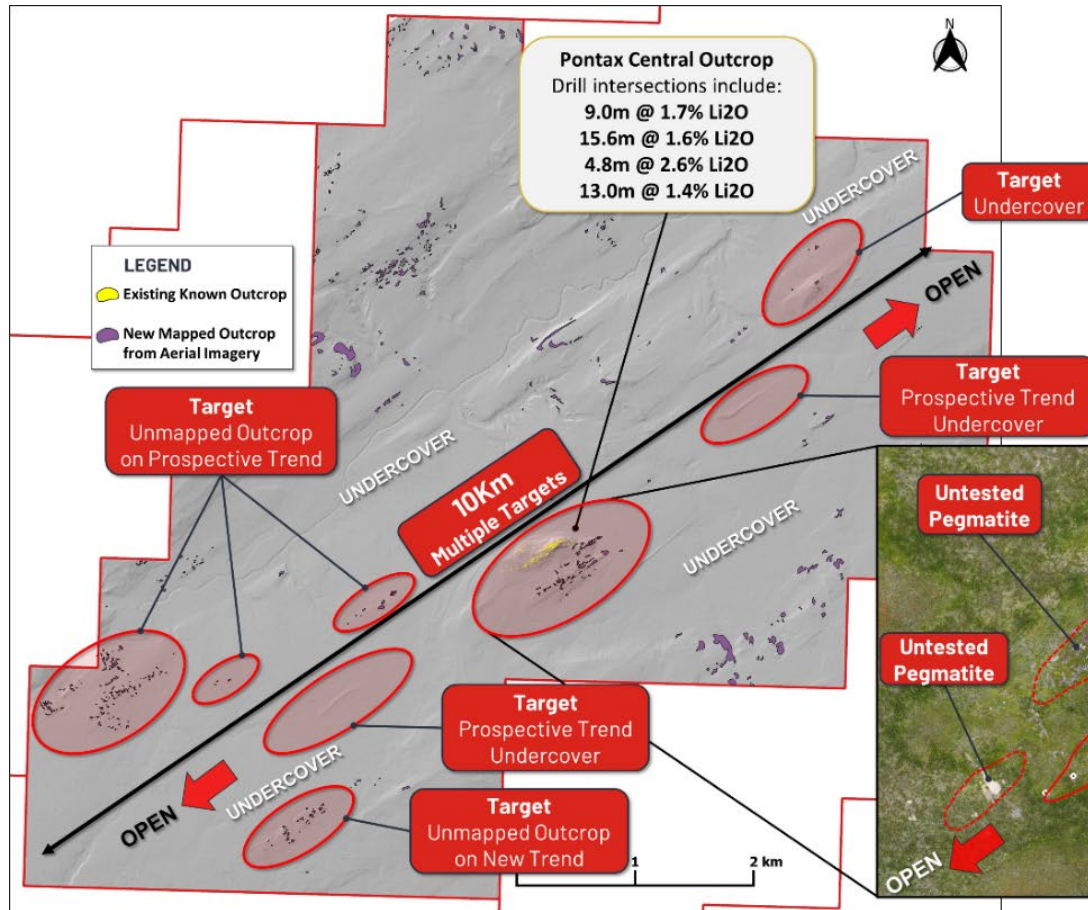 N
Pontax Central Outcrop
Drill intersections include:
9.0m @ 1.7% Li2O
15.6m @ 1.6% Li2O
4.8m @ 2.6% Li2O
13.0m @ 1.4% Li2O
UNDERCOVER
Target
Undercover
LEGEND
Existing Known Outcrop
New Mapped Outcrop
from Aerial Imagery
OPEN
Target
Prospective Trend
Undercover
Target
Unmapped Outcrop
on Prospective Trend
UNDERCOVER
10Km
Multiple Targets
UNDERCOVER
Untested
Pegmatite
Untested
Pegmatite
Target
Prospective Trend
Undercover
UNDERCOVER
OPEN
Target
Unmapped Outcrop
on New Trend
1
2 km
OPEN